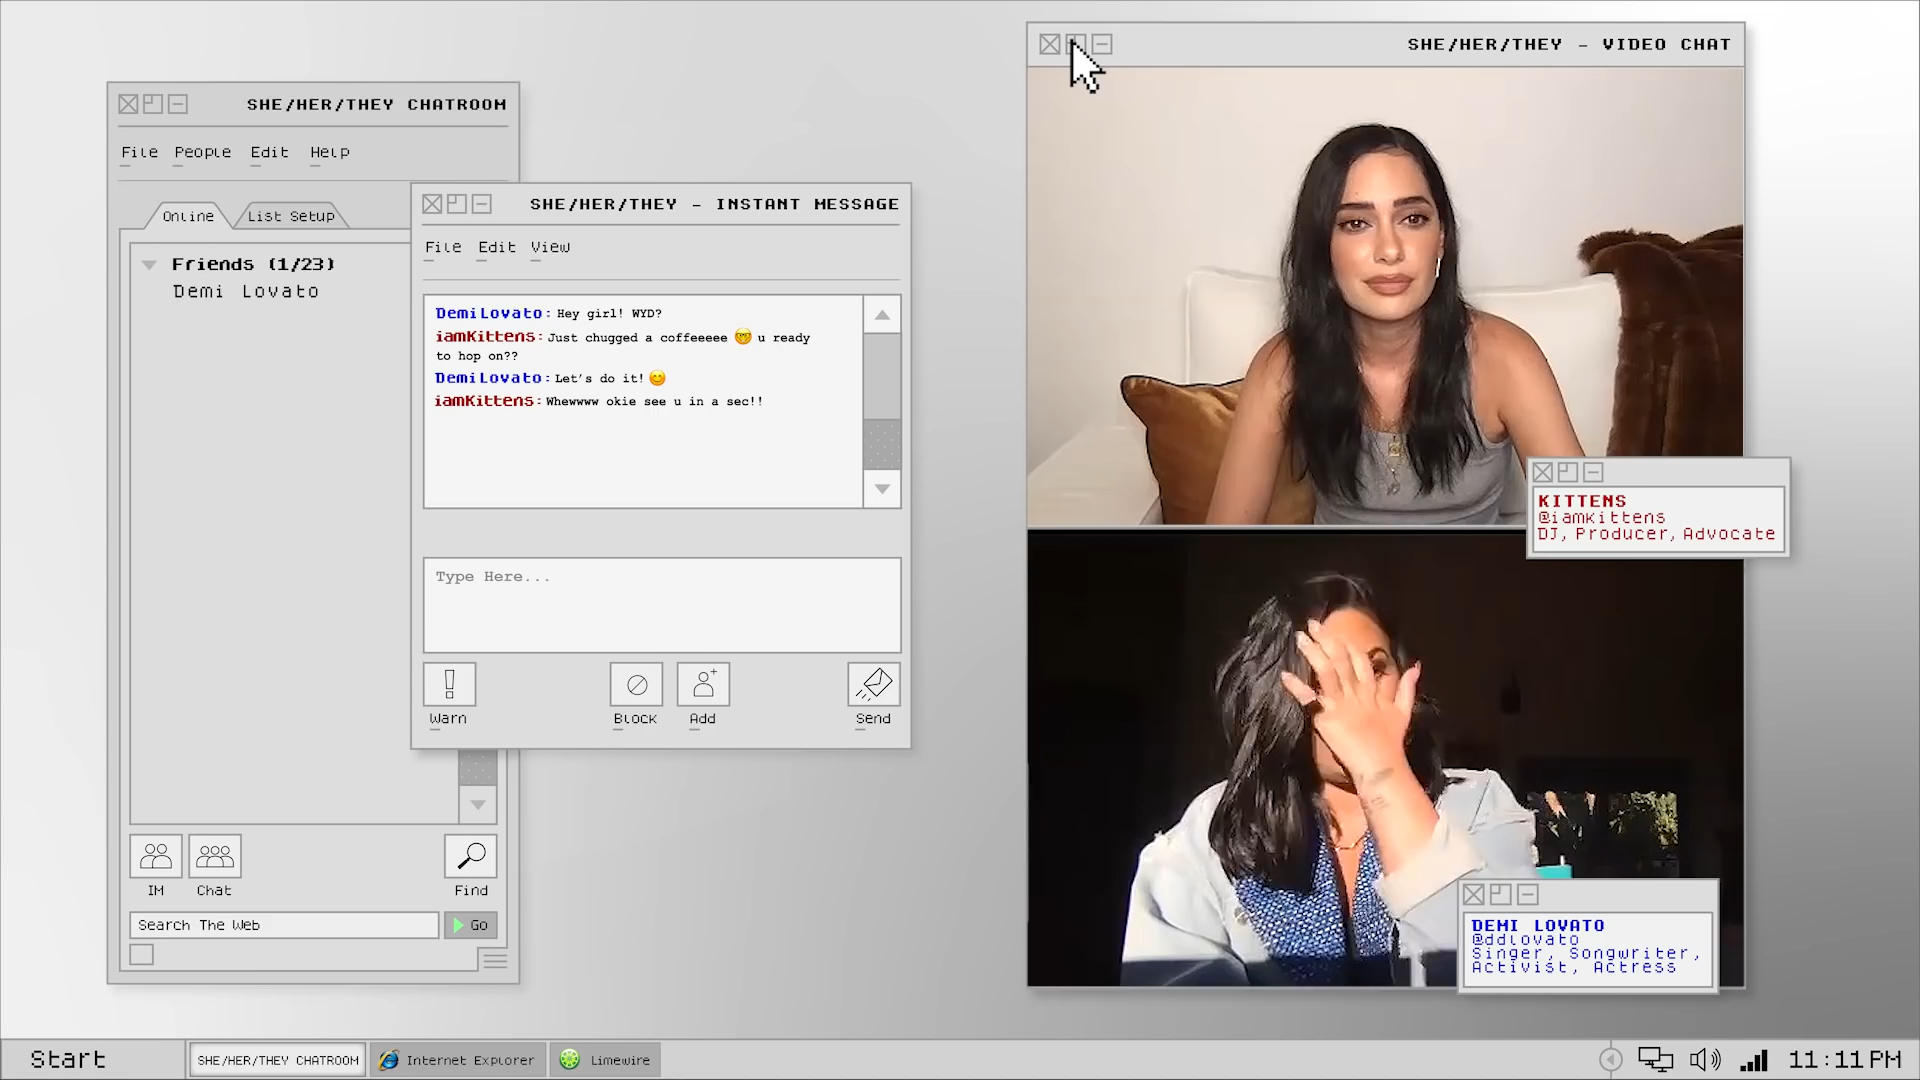 SHE/HER/THEY CHATROOM
File People Edit Help
Online List Setup
Friends (1/23)
Demi Lovato
IM Chat Find
Search The Web Go
SHE/HER/THEY - INSTANT MESSAGE
File Edit View
DemiLovato: Hey girl! WYD?
iamKittens: Just chugged a coffeeeee 🤓 u ready
to hop on??
DemiLovato: Let's do it! 😊
iamKittens: Whewwww okie see u in a sec!!
Type Here...
Warn Block Add Send
SHE/HER/THEY - VIDEO CHAT
KITTENS
@iamkittens
DJ, Producer, Advocate
DEMI LOVATO
@ddlovato
Singer, Songwriter,
Activist, Actress
Start SHE/HER/THEY CHATROOM Internet Explorer Limewire 11:11 PM